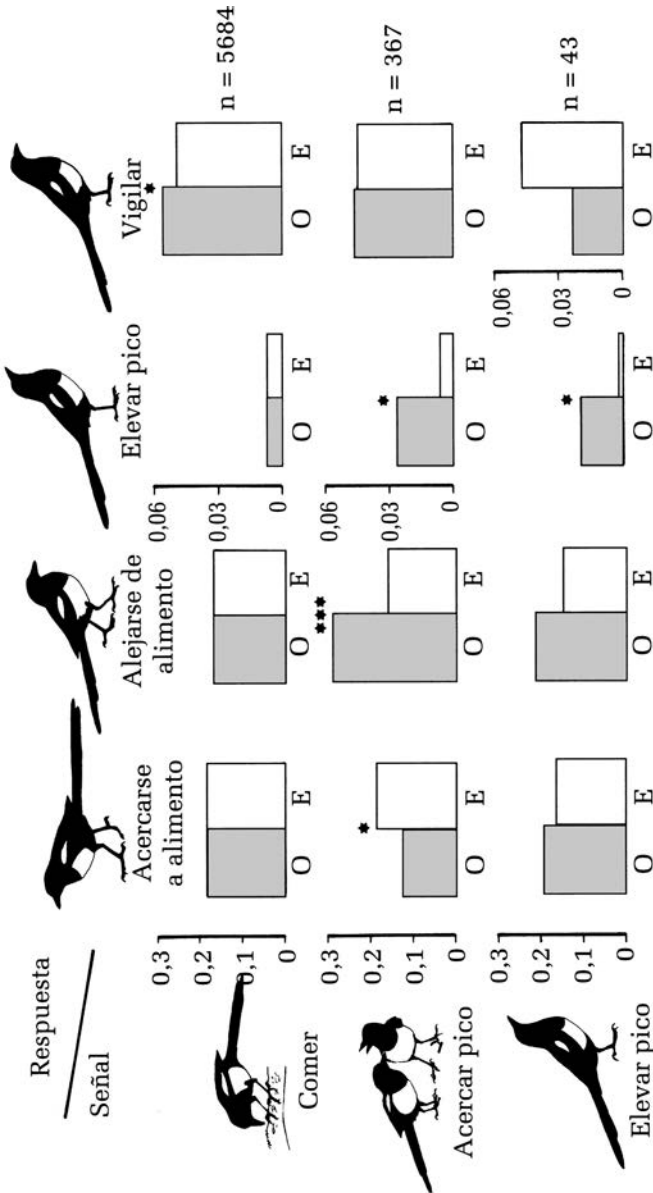 Respuesta
Señal
Acercarse
a alimento
Alejarse de
alimento
Elevar pico
Vigilar
Comer
0,3
0,2
0,1
0
O E
O E
0,06
0,03
0
O E
*
O E
n = 5684
Acercar pico
0,3
0,2
0,1
0
*
O E
***
O E
0,06
0,03
0
*
O E
O E
n = 367
Elevar pico
0,3
0,2
0,1
0
O E
O E
*
O E
0,06
0,03
0
O E
n = 43